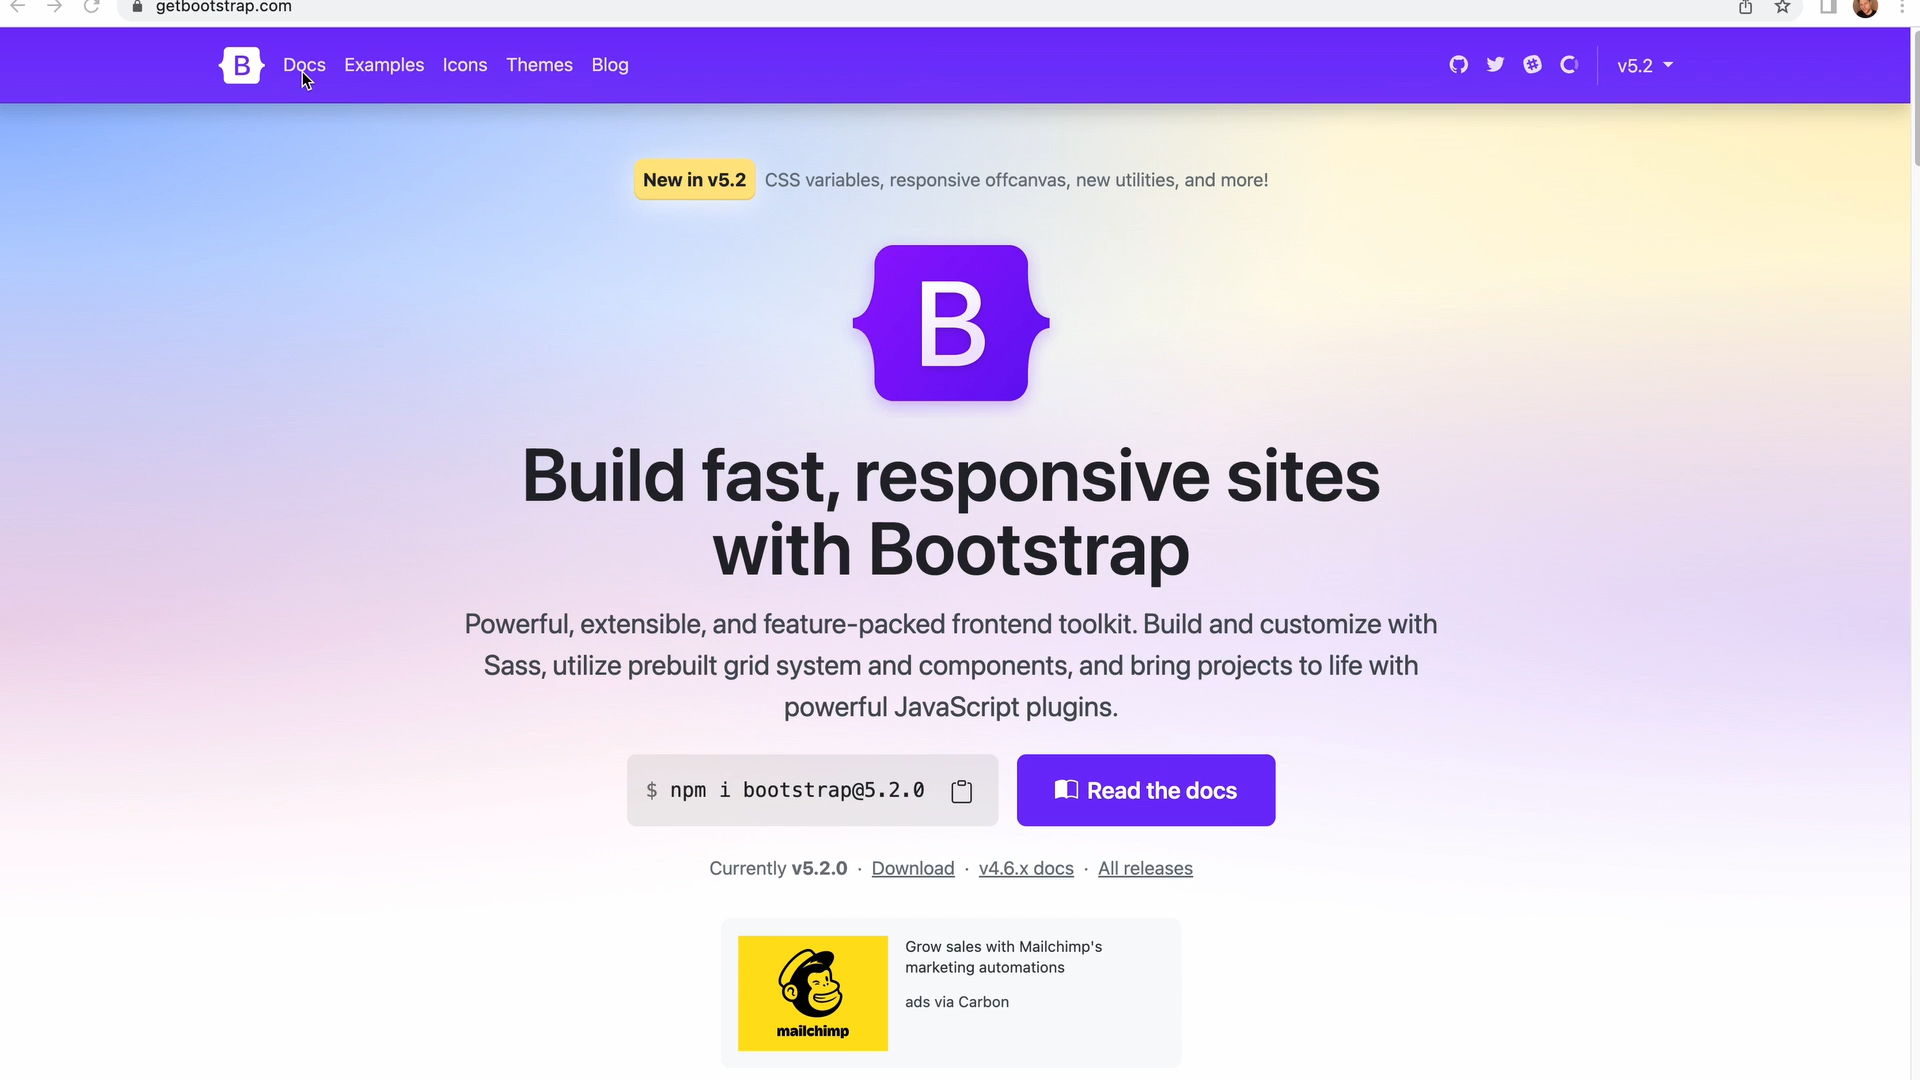 getbootstrap.com
B Docs Examples Icons Themes Blog v5.2
New in v5.2 CSS variables, responsive offcanvas, new utilities, and more!
B
Build fast, responsive sites
with Bootstrap
Powerful, extensible, and feature-packed frontend toolkit. Build and customize with
Sass, utilize prebuilt grid system and components, and bring projects to life with
powerful JavaScript plugins.
$ npm i bootstrap@5.2.0 Read the docs
Currently v5.2.0 · Download · v4.6.x docs · All releases
Grow sales with Mailchimp's
marketing automations
ads via Carbon
mailchimp